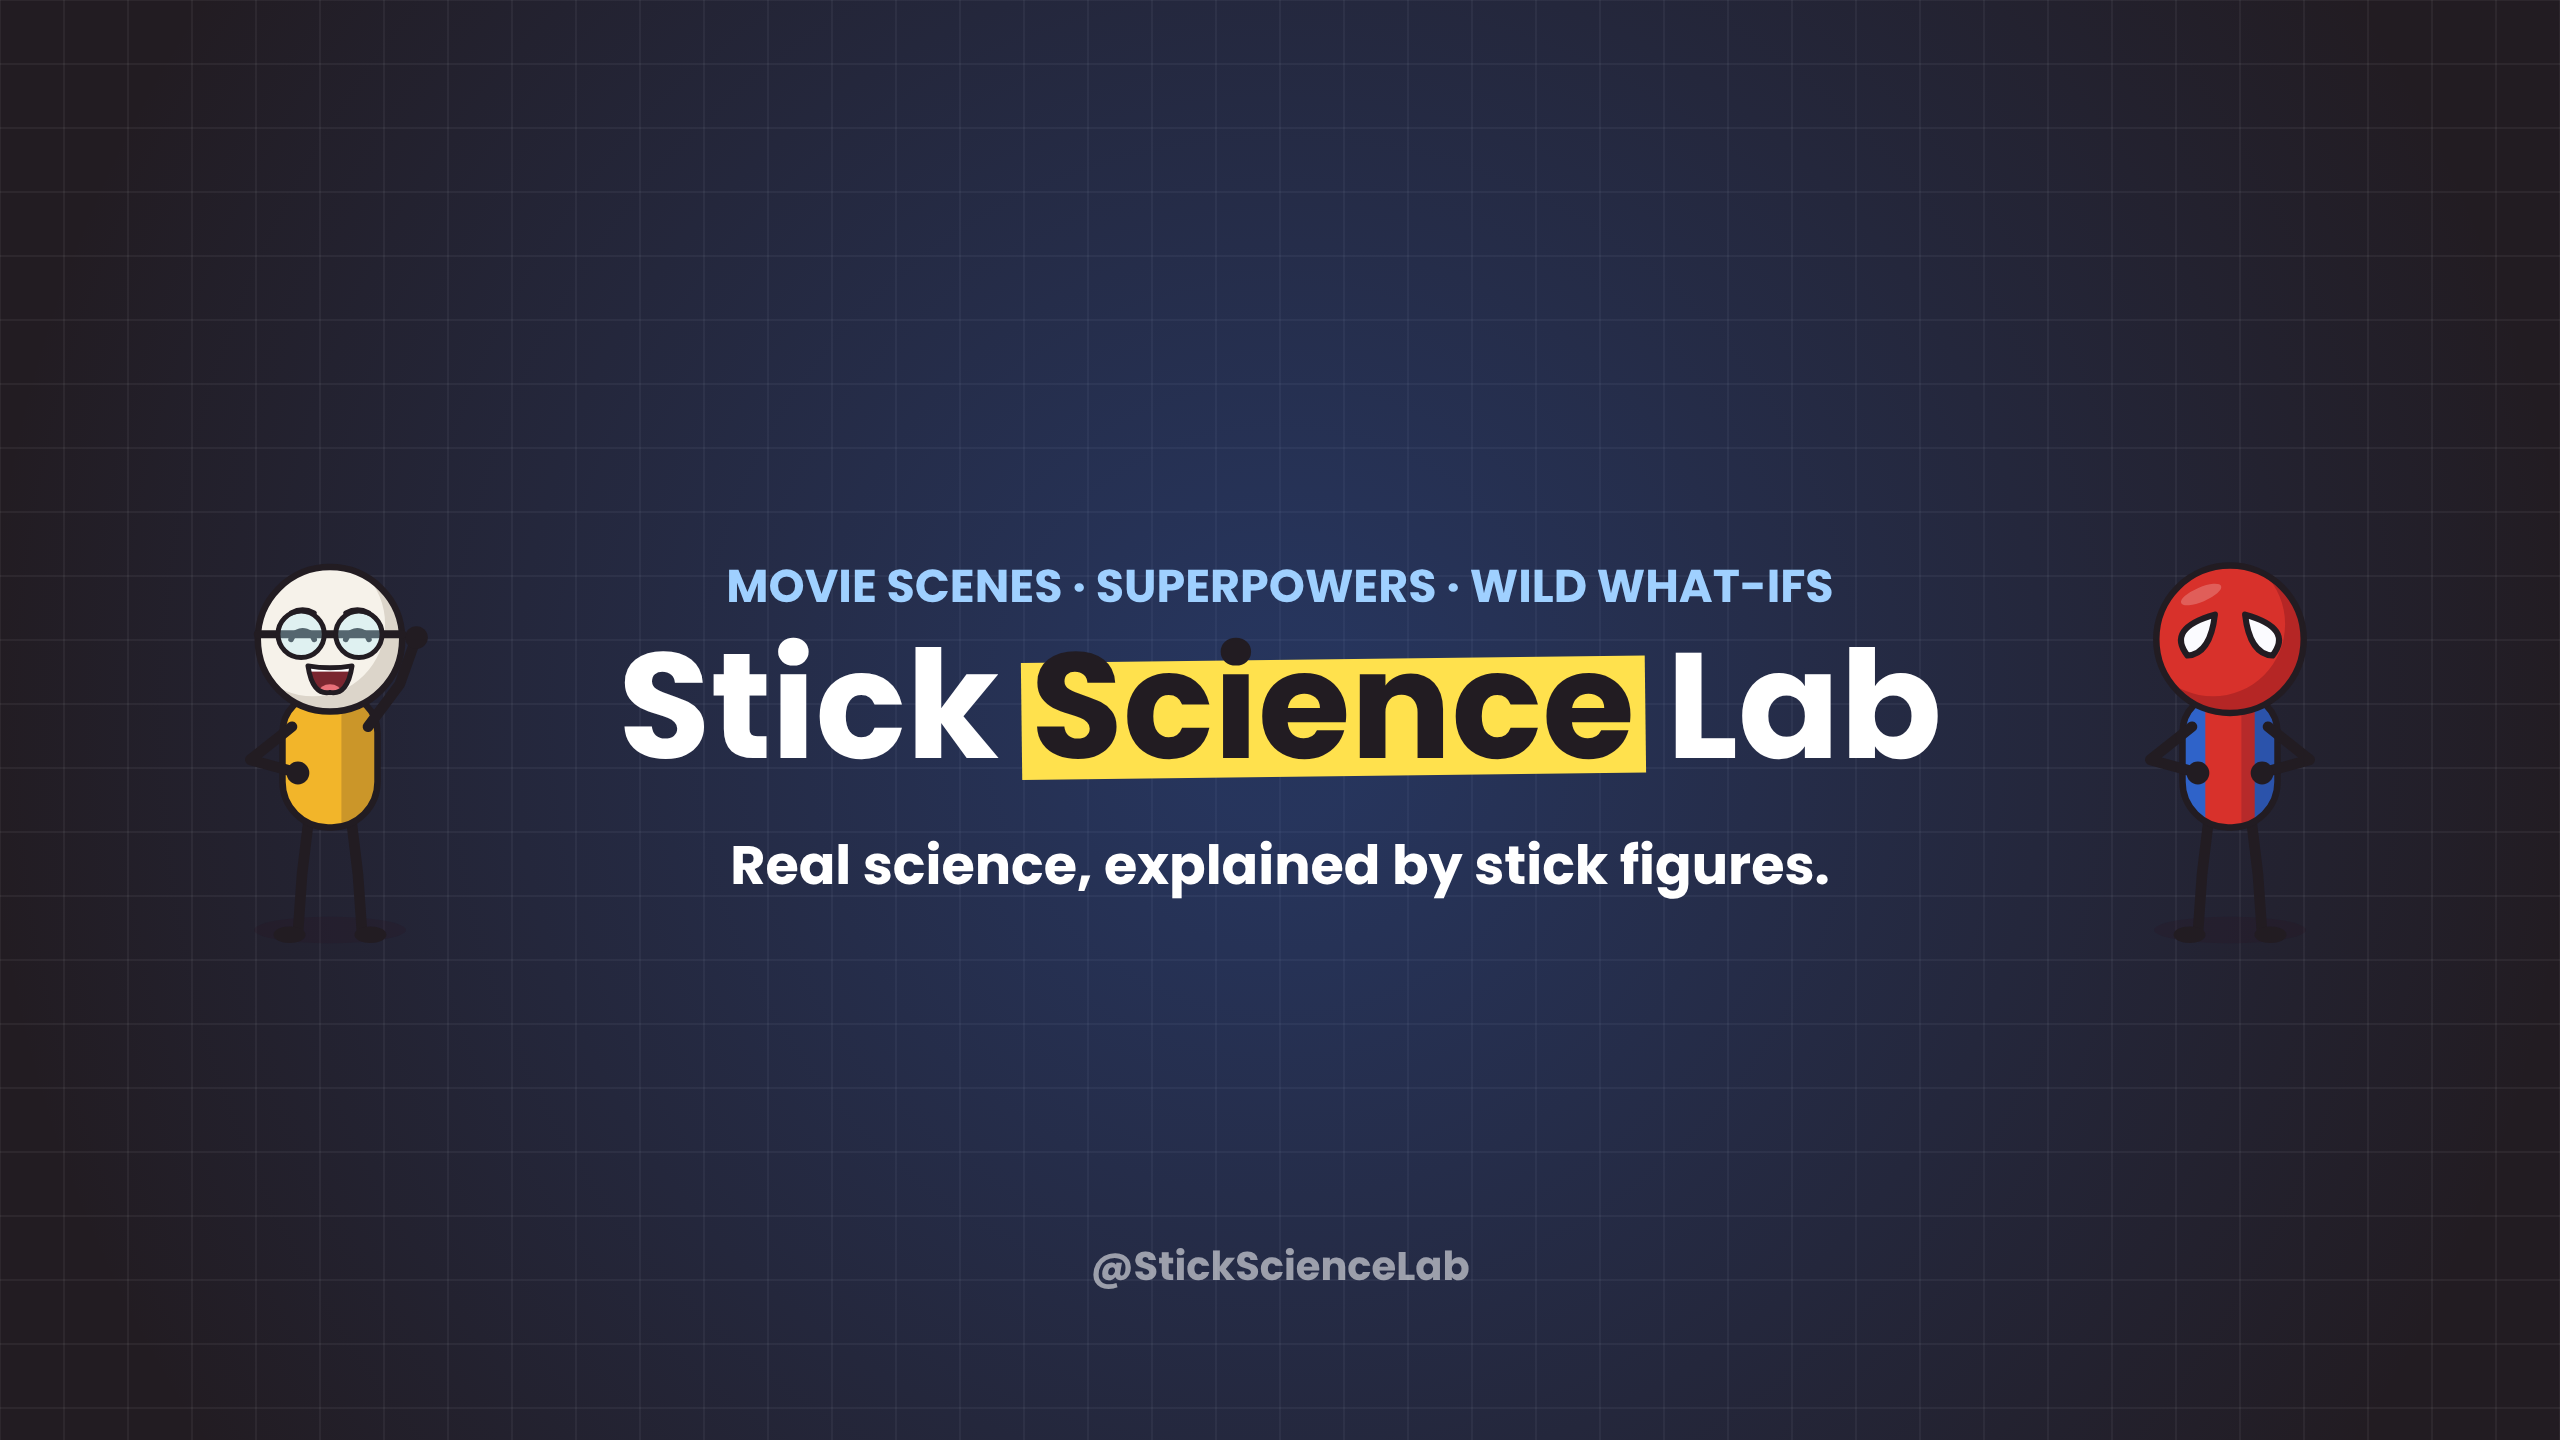 MOVIE SCENES · SUPERPOWERS · WILD WHAT-IFS
Stick Science Lab
Real science, explained by stick figures.
@StickScienceLab